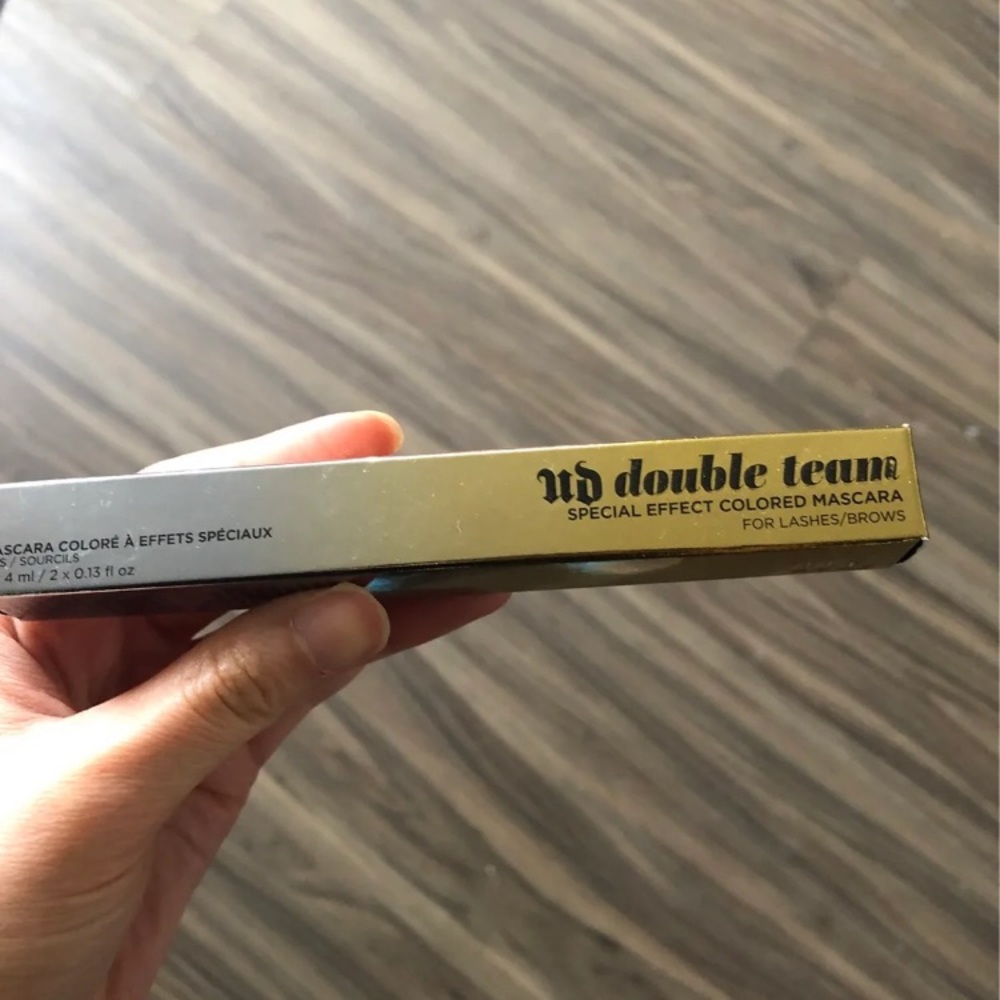 UD double team
SPECIAL EFFECT COLORED MASCARA
FOR LASHES/BROWS
ASCARA COLORÉ À EFFETS SPÉCIAUX
S / SOURCILS
4 ml / 2 x 0.13 fl oz